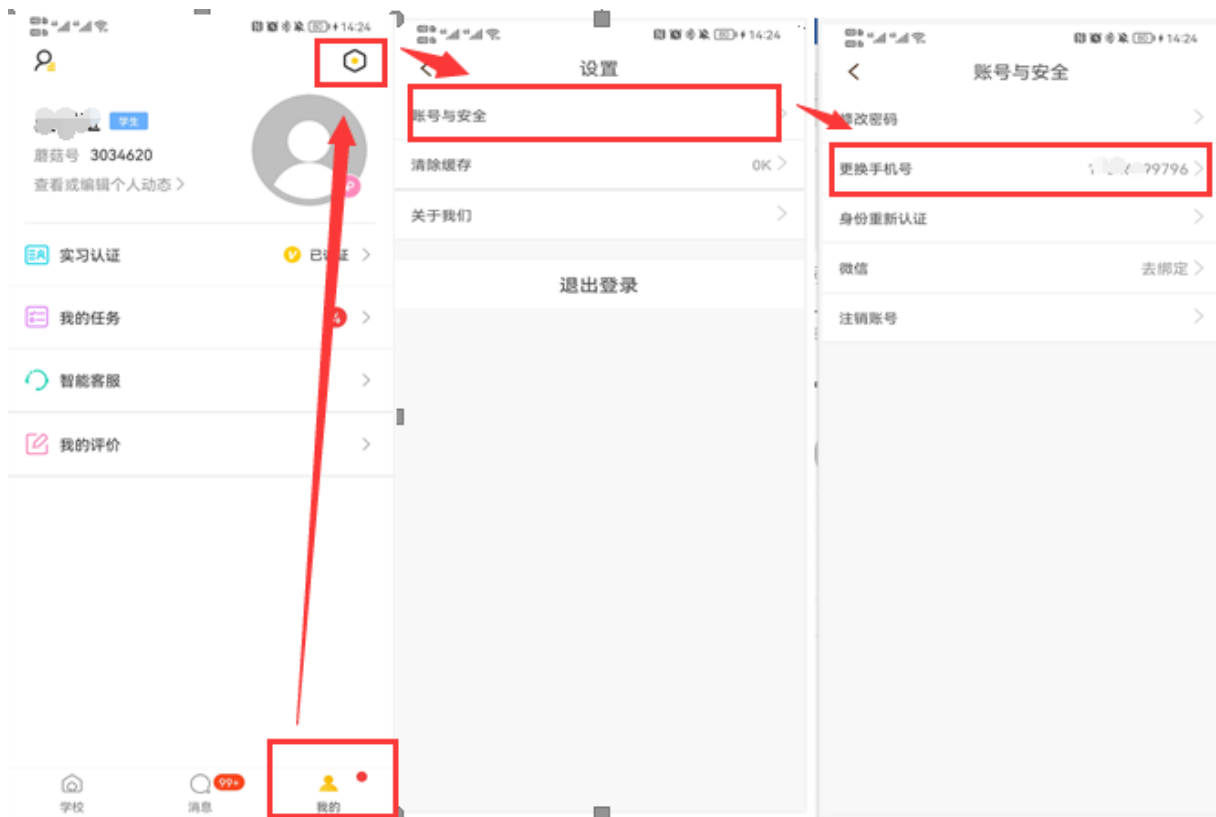 14:24
学生
蘑菇号 3034620
查看或编辑个人动态
实习认证
我的任务
智能客服
我的评价
学校
消息 99+
我的
14:24
设置
账号与安全
清除缓存 0K
关于我们
退出登录
14:24
账号与安全
修改密码
更换手机号 99796
身份重新认证
微信 去绑定
注销账号